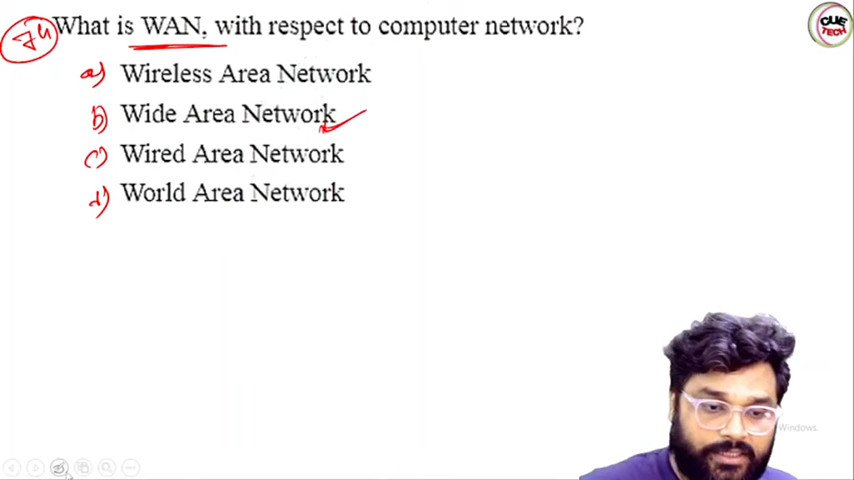 74 What is WAN, with respect to computer network?
a) Wireless Area Network
b) Wide Area Network
c) Wired Area Network
d) World Area Network
CUE
TECH
Windows.